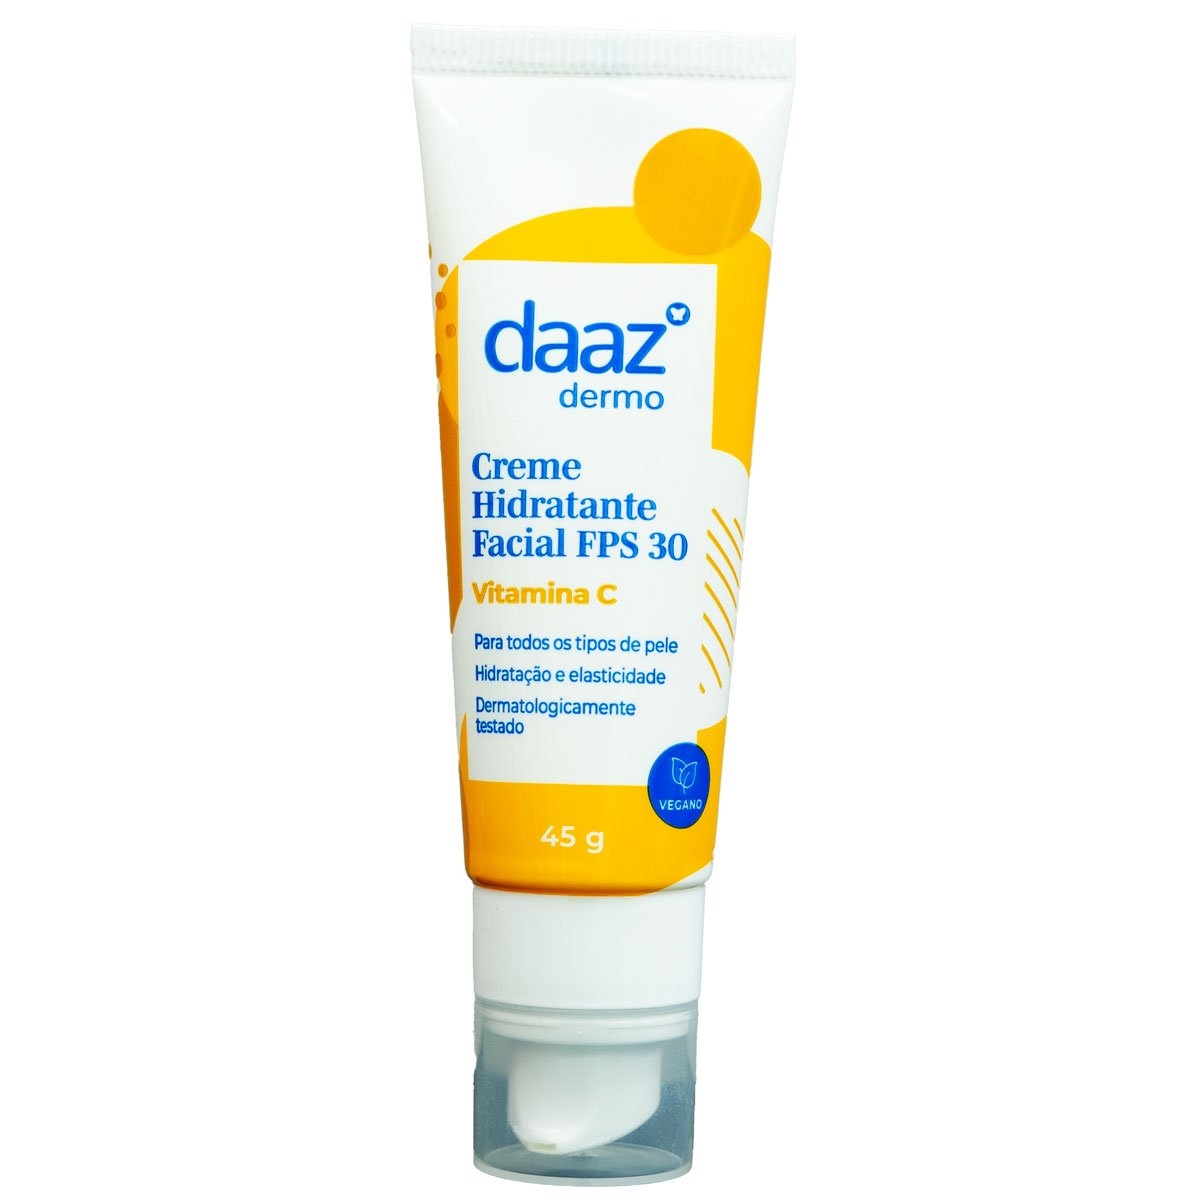 daaz
dermo
Creme
Hidratante
Facial FPS 30
Vitamina C
Para todos os tipos de pele
Hidratação e elasticidade
Dermatologicamente
testado
VEGANO
45 g